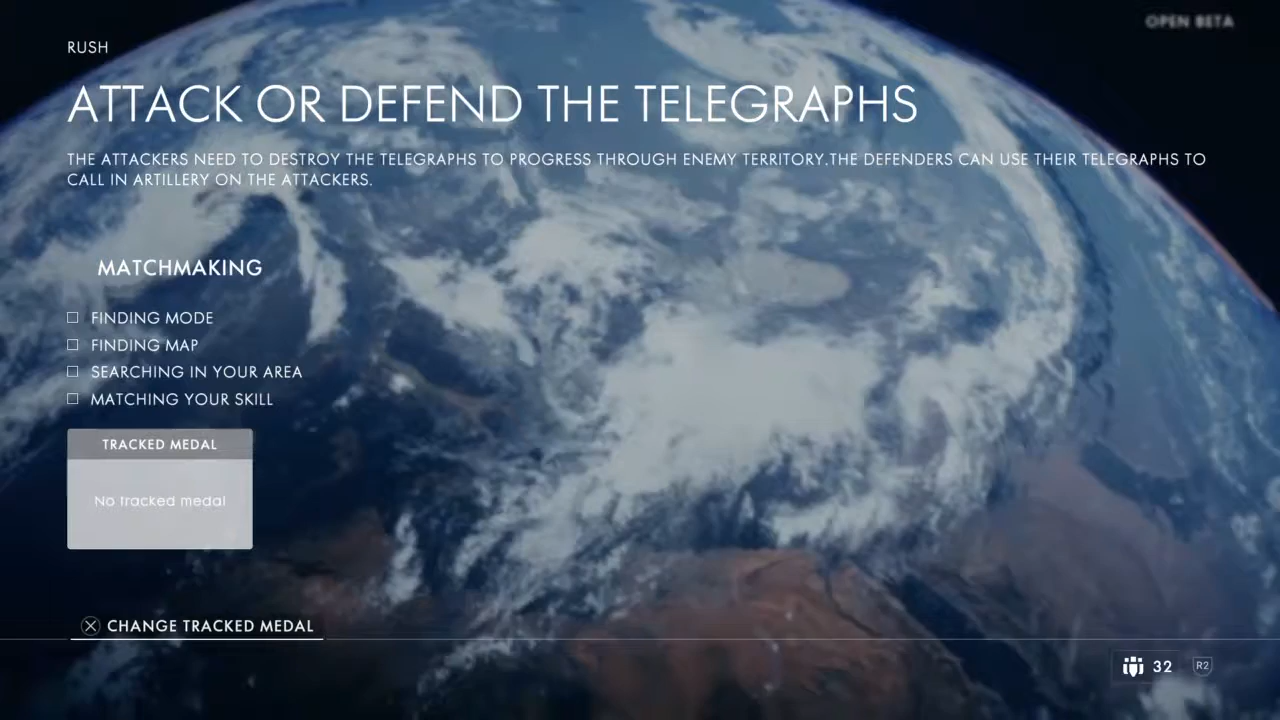 OPEN BETA
RUSH
ATTACK OR DEFEND THE TELEGRAPHS
THE ATTACKERS NEED TO DESTROY THE TELEGRAPHS TO PROGRESS THROUGH ENEMY TERRITORY.THE DEFENDERS CAN USE THEIR TELEGRAPHS TO
CALL IN ARTILLERY ON THE ATTACKERS.
MATCHMAKING
FINDING MODE
FINDING MAP
SEARCHING IN YOUR AREA
MATCHING YOUR SKILL
TRACKED MEDAL
No tracked medal
CHANGE TRACKED MEDAL
32 R2